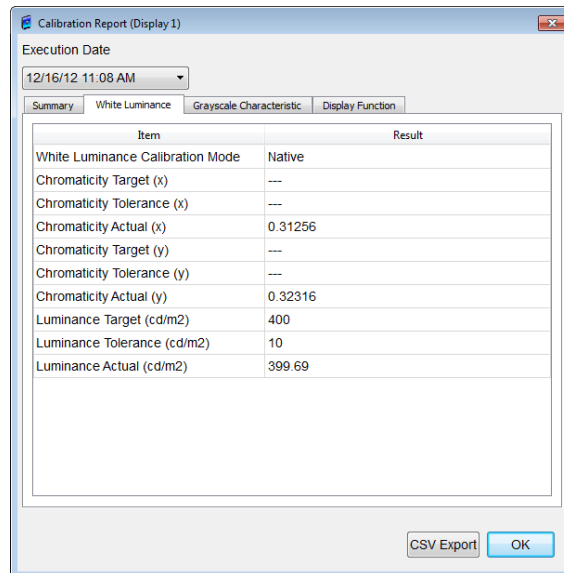 Calibration Report (Display 1)
Execution Date
12/16/12 11:08 AM
Summary White Luminance Grayscale Characteristic Display Function
Item Result
White Luminance Calibration Mode Native
Chromaticity Target (x) ---
Chromaticity Tolerance (x) ---
Chromaticity Actual (x) 0.31256
Chromaticity Target (y) ---
Chromaticity Tolerance (y) ---
Chromaticity Actual (y) 0.32316
Luminance Target (cd/m2) 400
Luminance Tolerance (cd/m2) 10
Luminance Actual (cd/m2) 399.69
CSV Export OK